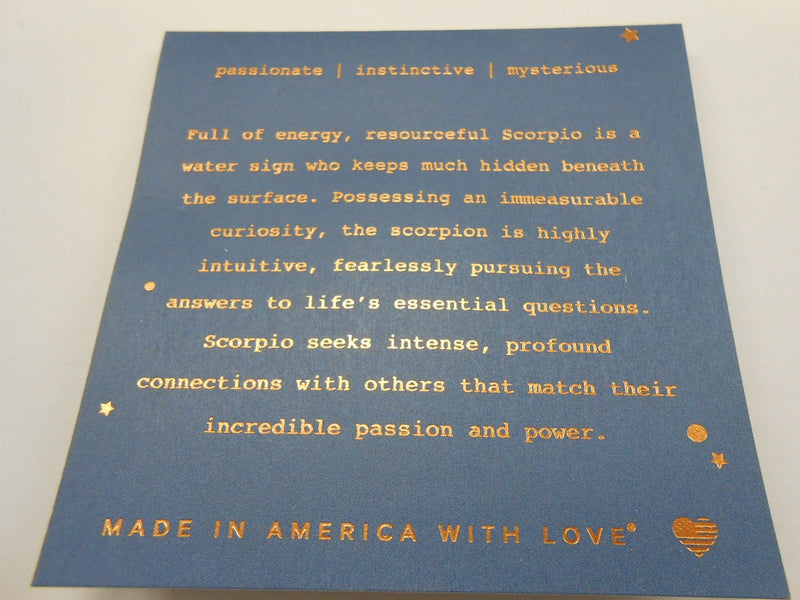 passionate | instinctive | mysterious
Full of energy, resourceful Scorpio is a
water sign who keeps much hidden beneath
the surface. Possessing an immeasurable
curiosity, the scorpion is highly
intuitive, fearlessly pursuing the
answers to life's essential questions.
Scorpio seeks intense, profound
connections with others that match their
incredible passion and power.
MADE IN AMERICA WITH LOVE®